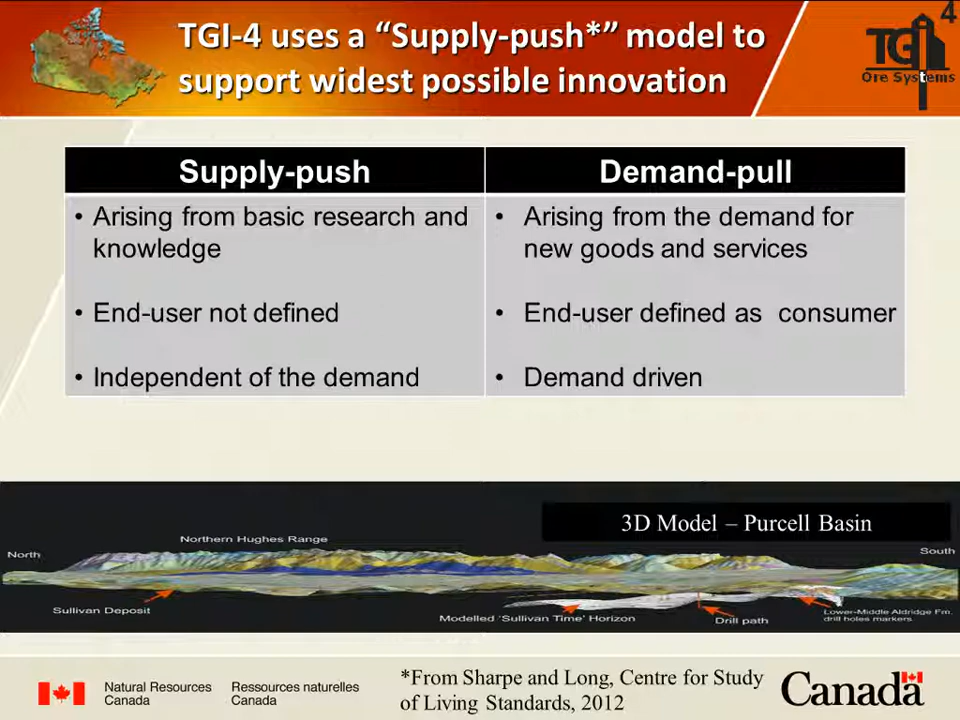 TGI-4 uses a “Supply-push*” model to
support widest possible innovation
4
TGI
Ore Systems
Supply-push
Demand-pull
• Arising from basic research and
knowledge
• End-user not defined
• Independent of the demand
• Arising from the demand for
new goods and services
• End-user defined as consumer
• Demand driven
3D Model – Purcell Basin
Northern Hughes Range
North
South
Sullivan Deposit
Modelled 'Sullivan Time' Horizon
Drill path
Lower-Middle Aldridge Fm.
drill holes markers.
Natural Resources
Canada
Ressources naturelles
Canada
*From Sharpe and Long, Centre for Study
of Living Standards, 2012
Canada